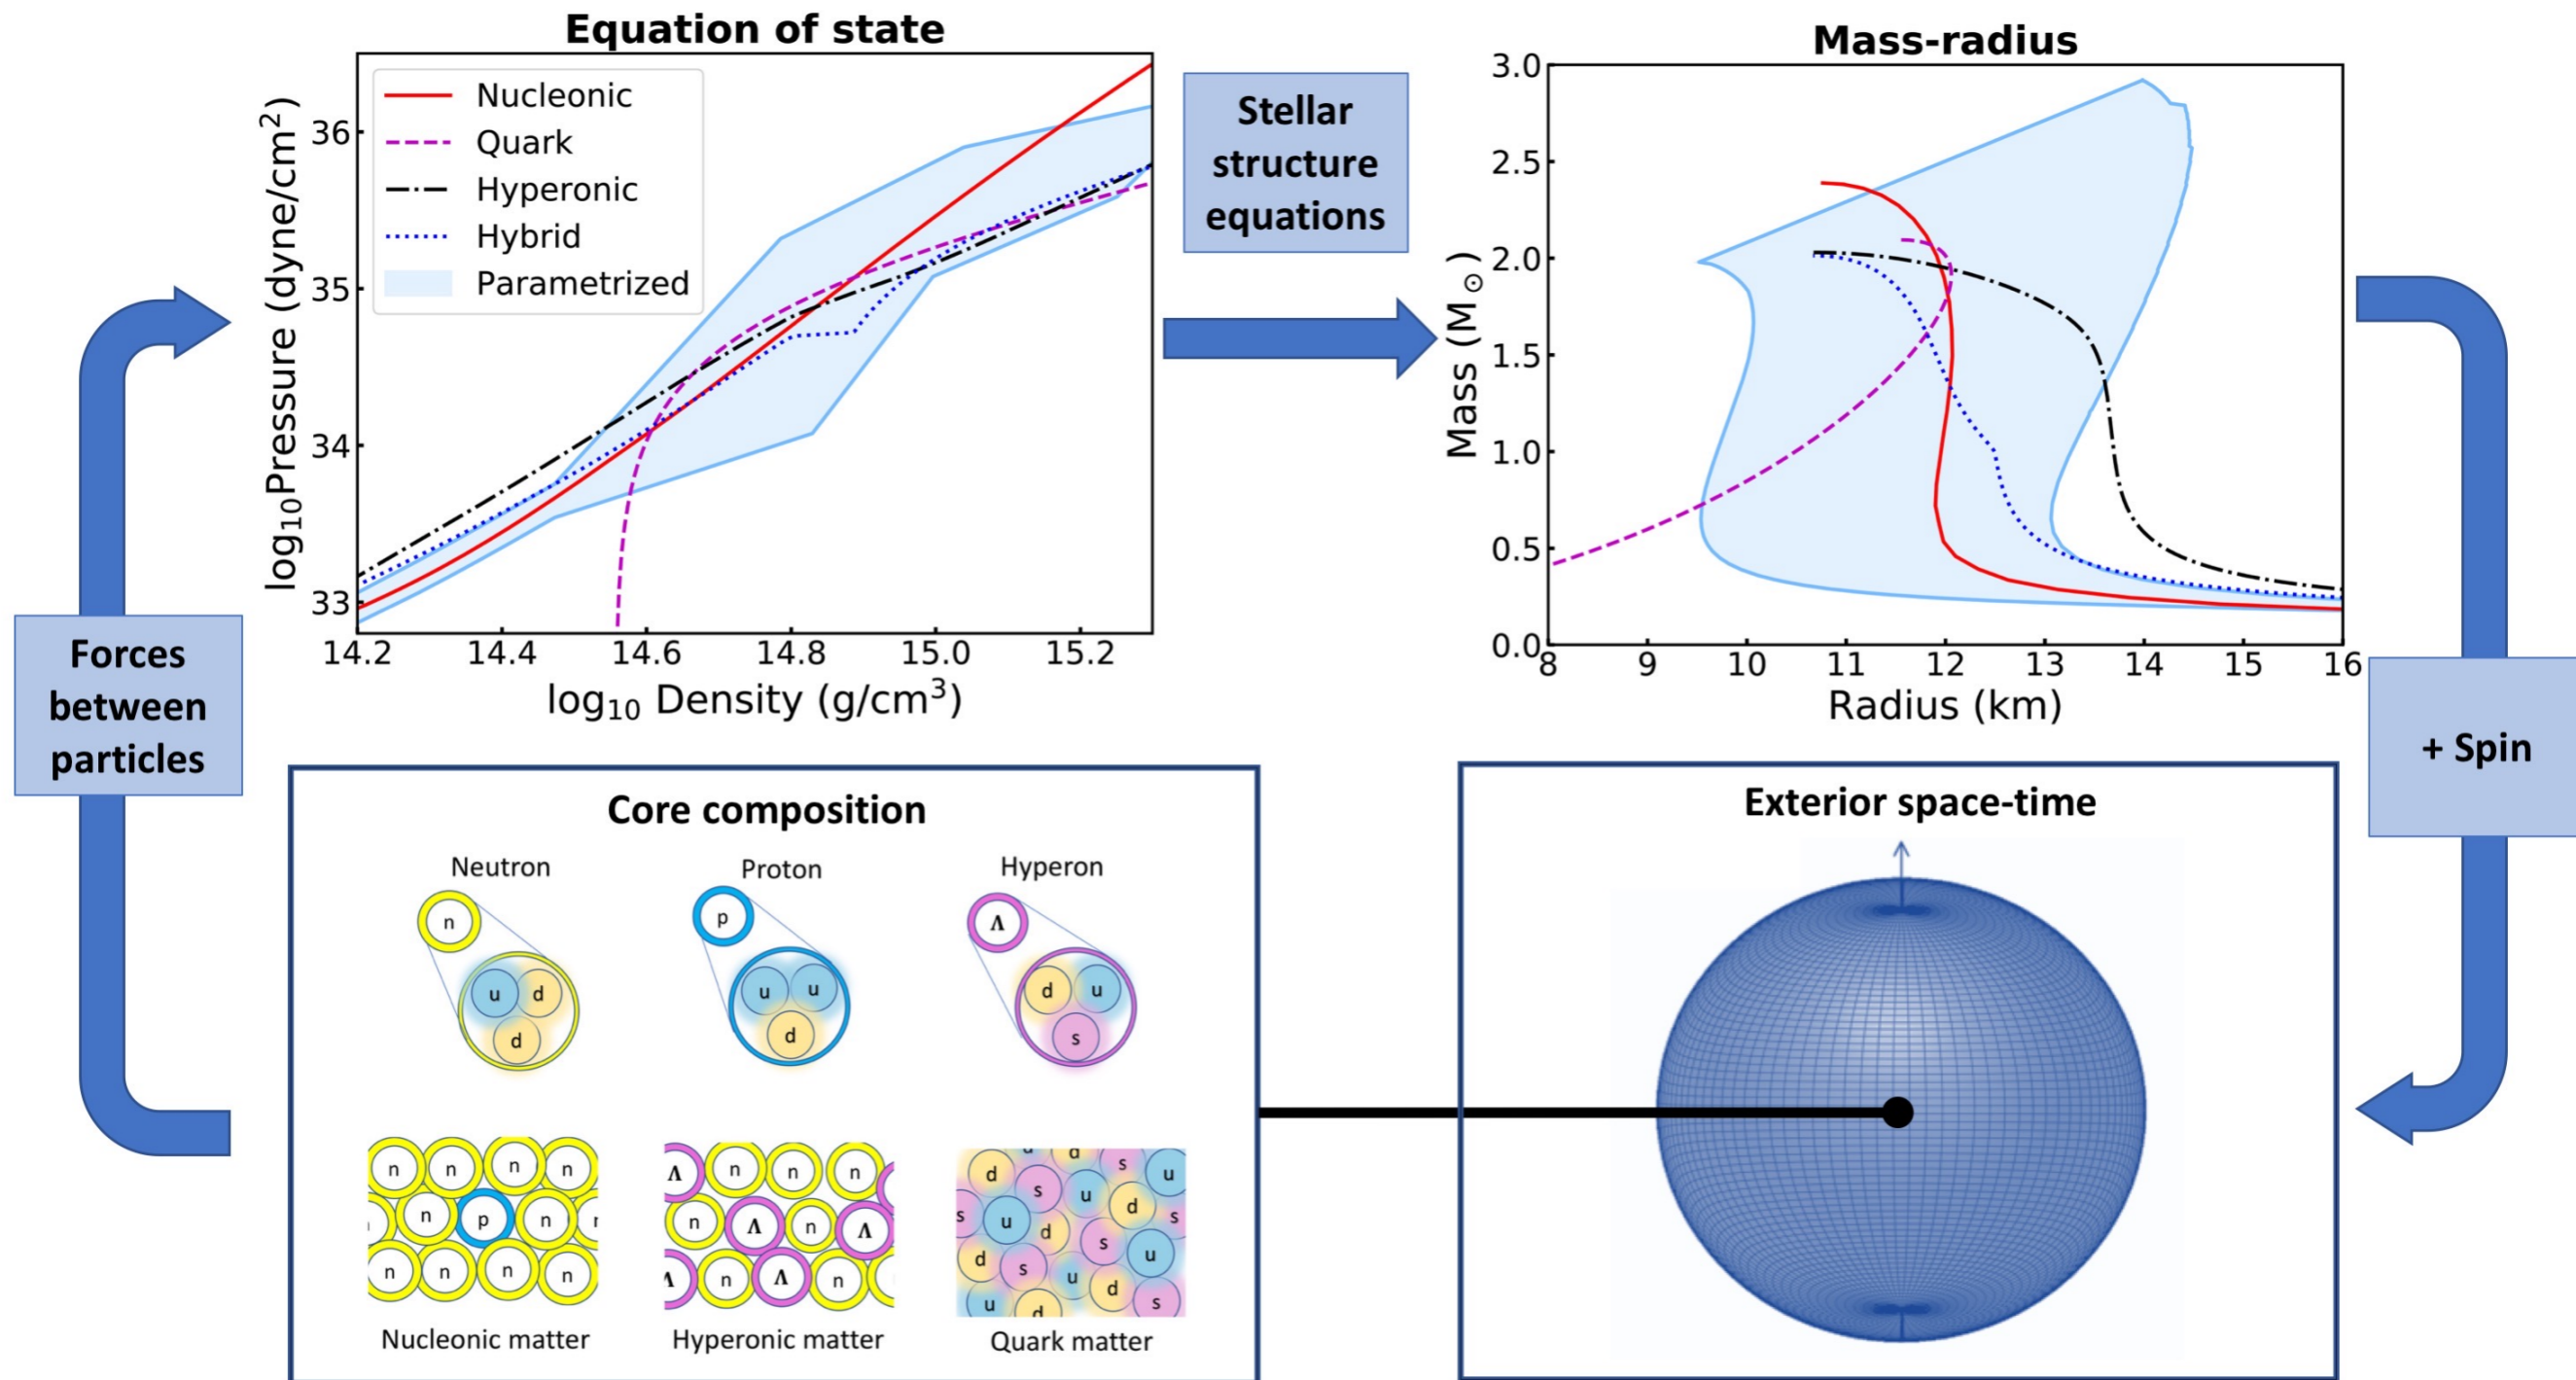 Equation of state
Nucleonic
Quark
Hyperonic
Hybrid
Parametrized
log₁₀Pressure (dyne/cm²)
36
35
34
33
14.2 14.4 14.6 14.8 15.0 15.2
log₁₀ Density (g/cm³)
Stellar
structure
equations
Mass-radius
Mass (M☉)
3.0
2.5
2.0
1.5
1.0
0.5
0.0
8 9 10 11 12 13 14 15 16
Radius (km)
Forces
between
particles
+ Spin
Core composition
Neutron Proton Hyperon
n p Λ
u d u u d u
d d s
n n n n Λ n n n d s u d s u
n p n n Λ n Λ s u d s d s
n n n n Λ n Λ n d s u d u
u d s
Nucleonic matter Hyperonic matter Quark matter
Exterior space-time